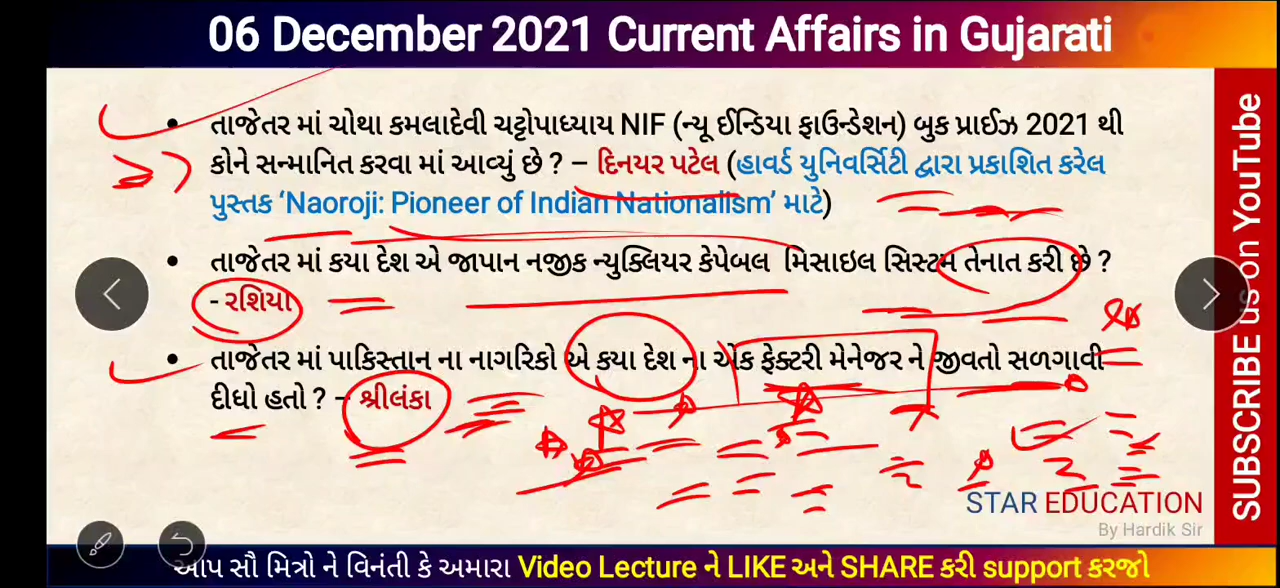 06 December 2021 Current Affairs in Gujarati
• તાજેતર માં ચોથા કમલાદેવી ચટ્ટોપાધ્યાય NIF (ન્યૂ ઈન્ડિયા ફાઉન્ડેશન) બુક પ્રાઈઝ 2021 થી
કોને સન્માનિત કરવા માં આવ્યું છે ? – દિનયર પટેલ (હાવર્ડ યુનિવર્સિટી દ્વારા પ્રકાશિત કરેલ
પુસ્તક ‘Naoroji: Pioneer of Indian Nationalism’ માટે)
• તાજેતર માં કયા દેશ એ જાપાન નજીક ન્યુક્લિયર કેપેબલ મિસાઇલ સિસ્ટમ તેનાત કરી છે ?
- રશિયા
• તાજેતર માં પાકિસ્તાન ના નાગરિકો એ કયા દેશ ના એક ફેક્ટરી મેનેજર ને જીવતો સળગાવી
દીધો હતો ? – શ્રીલંકા
STAR EDUCATION
By Hardik Sir
આપ સૌ મિત્રો ને વિનંતી કે અમારા Video Lecture ને LIKE અને SHARE કરી support કરજો
SUBSCRIBE us on YouTube